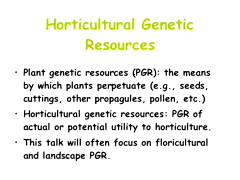 Horticultural Genetic
Resources
• Plant genetic resources (PGR): the means
by which plants perpetuate (e.g., seeds,
cuttings, other propagules, pollen, etc.)
• Horticultural genetic resources: PGR of
actual or potential utility to horticulture.
• This talk will often focus on floricultural
and landscape PGR.